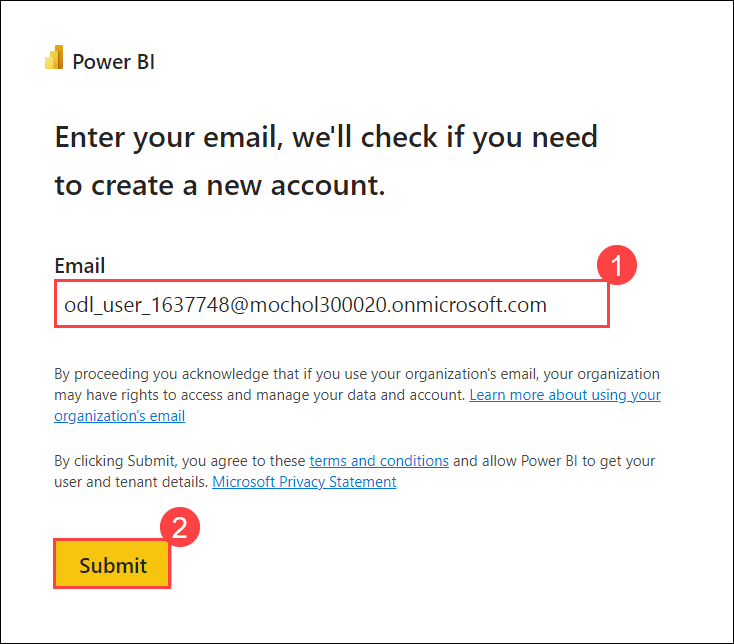 Power BI
Enter your email, we'll check if you need
to create a new account.
Email
1
odl_user_1637748@mochol300020.onmicrosoft.com
By proceeding you acknowledge that if you use your organization's email, your organization
may have rights to access and manage your data and account. Learn more about using your
organization's email
By clicking Submit, you agree to these terms and conditions and allow Power BI to get your
user and tenant details. Microsoft Privacy Statement
2
Submit